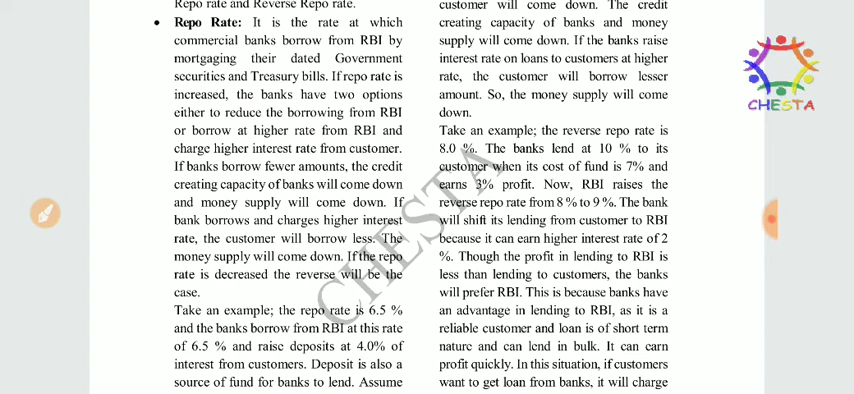 Repo rate and Reverse Repo rate.
• Repo Rate: It is the rate at which
commercial banks borrow from RBI by
mortgaging their dated Government
securities and Treasury bills. If repo rate is
increased, the banks have two options
either to reduce the borrowing from RBI
or borrow at higher rate from RBI and
charge higher interest rate from customer.
If banks borrow fewer amounts, the credit
creating capacity of banks will come down
and money supply will come down. If
bank borrows and charges higher interest
rate, the customer will borrow less. The
money supply will come down. If the repo
rate is decreased the reverse will be the
case.
Take an example; the repo rate is 6.5 %
and the banks borrow from RBI at this rate
of 6.5 % and raise deposits at 4.0% of
interest from customers. Deposit is also a
source of fund for banks to lend. Assume
customer will come down. The credit
creating capacity of banks and money
supply will come down. If the banks raise
interest rate on loans to customers at higher
rate, the customer will borrow lesser
amount. So, the money supply will come
down.
Take an example; the reverse repo rate is
8.0 %. The banks lend at 10 % to its
customer when its cost of fund is 7% and
earns 3% profit. Now, RBI raises the
reverse repo rate from 8 % to 9 %. The bank
will shift its lending from customer to RBI
because it can earn higher interest rate of 2
%. Though the profit in lending to RBI is
less than lending to customers, the banks
will prefer RBI. This is because banks have
an advantage in lending to RBI, as it is a
reliable customer and loan is of short term
nature and can lend in bulk. It can earn
profit quickly. In this situation, if customers
want to get loan from banks, it will charge
CHESTA
CHESTA